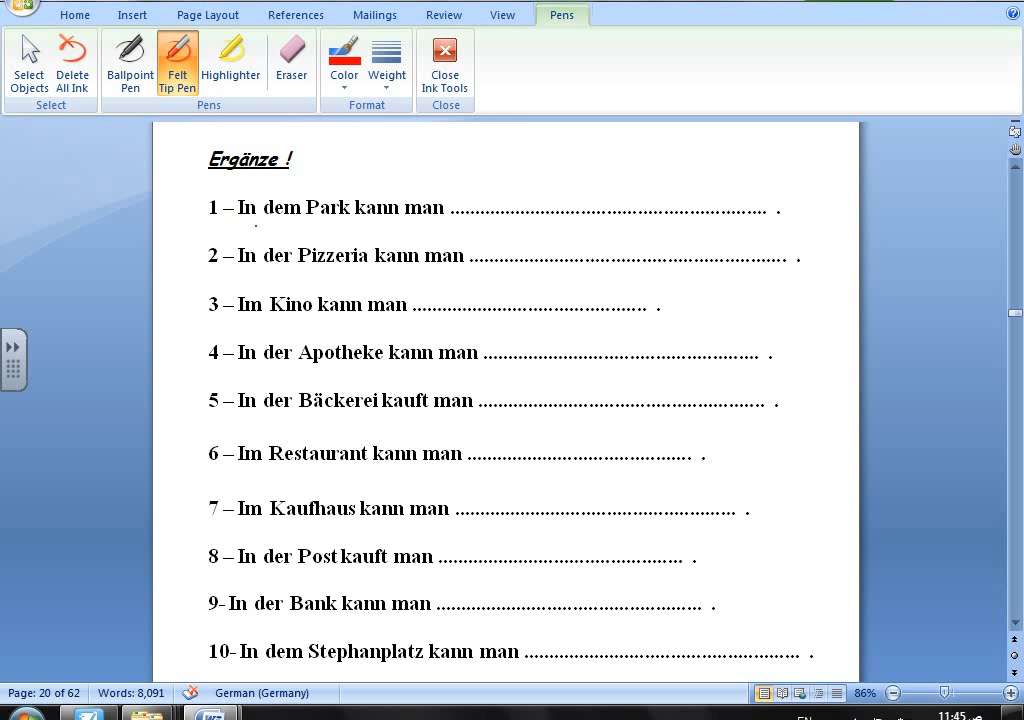 Home Insert Page Layout References Mailings Review View Pens
Select Objects Delete All Ink Ballpoint Pen Felt Tip Pen Highlighter Eraser Color Weight Close Ink Tools
Select Pens Format Close
Ergänze !
1 – In dem Park kann man ................................................................ .
2 – In der Pizzeria kann man ................................................................ .
3 – Im Kino kann man ............................................... .
4 – In der Apotheke kann man ........................................................ .
5 – In der Bäckerei kauft man .......................................................... .
6 – Im Restaurant kann man ............................................. .
7 – Im Kaufhaus kann man ......................................................... .
8 – In der Post kauft man .................................................. .
9- In der Bank kann man ...................................................... .
10- In dem Stephanplatz kann man ........................................................ .
Page: 20 of 62 Words: 8,091 German (Germany) 86%
EN 11:45 ص